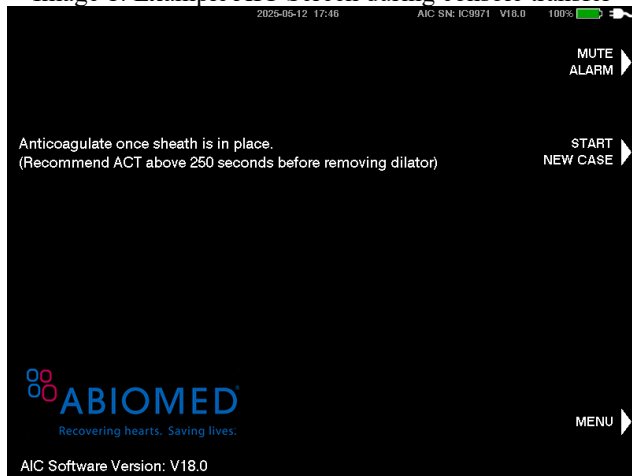 2025-05-12 17:46 AIC SN: IC9971 V18.0 100%
MUTE
ALARM
Anticoagulate once sheath is in place.
(Recommend ACT above 250 seconds before removing dilator)
START
NEW CASE
ABIOMED
Recovering hearts. Saving lives.
MENU
AIC Software Version: V18.0